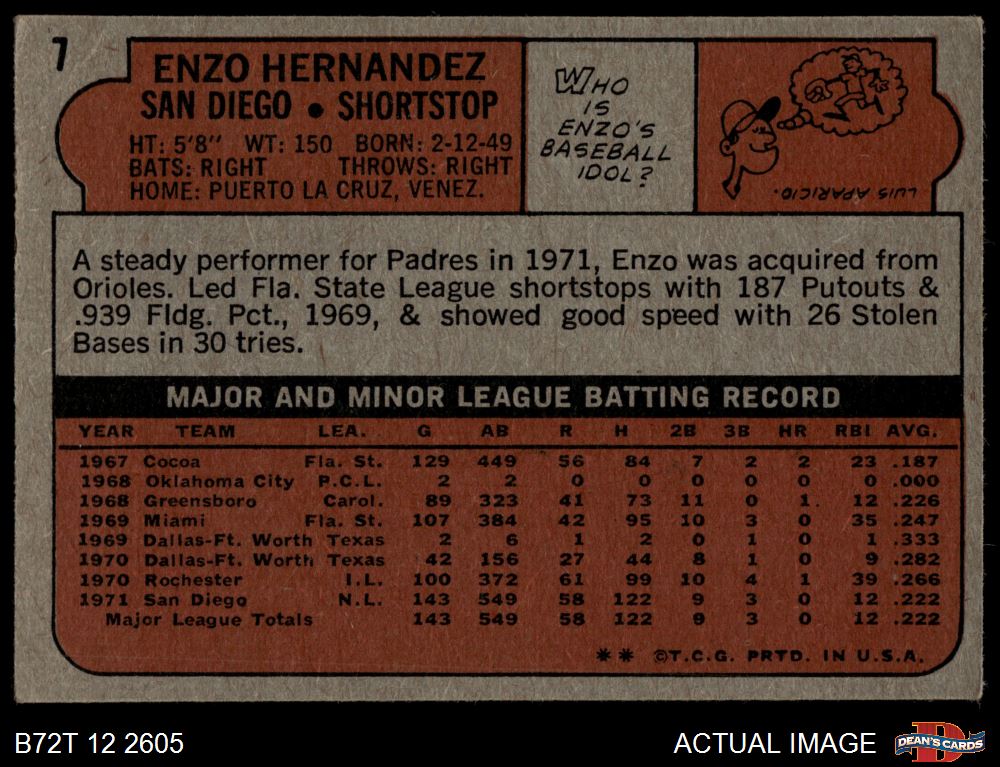 7
ENZO HERNANDEZ
SAN DIEGO • SHORTSTOP
HT: 5'8" WT: 150 BORN: 2-12-49
BATS: RIGHT THROWS: RIGHT
HOME: PUERTO LA CRUZ, VENEZ.
WHO
IS
ENZO'S
BASEBALL
IDOL?
LUIS APARICIO.
A steady performer for Padres in 1971, Enzo was acquired from
Orioles. Led Fla. State League shortstops with 187 Putouts &
.939 Fldg. Pct., 1969, & showed good speed with 26 Stolen
Bases in 30 tries.
MAJOR AND MINOR LEAGUE BATTING RECORD
YEAR TEAM LEA. G AB R H 2B 3B HR RBI AVG.
1967 Cocoa Fla. St. 129 449 56 84 7 2 2 23 .187
1968 Oklahoma City P.C.L. 2 2 0 0 0 0 0 0 .000
1968 Greensboro Carol. 89 323 41 73 11 0 1 12 .226
1969 Miami Fla. St. 107 384 42 95 10 3 0 35 .247
1969 Dallas-Ft. Worth Texas 2 6 1 2 0 1 0 1 .333
1970 Dallas-Ft. Worth Texas 42 156 27 44 8 1 0 9 .282
1970 Rochester I.L. 100 372 61 99 10 4 1 39 .266
1971 San Diego N.L. 143 549 58 122 9 3 0 12 .222
Major League Totals 143 549 58 122 9 3 0 12 .222
** ©T.C.G. PRTD. IN U.S.A.
B72T 12 2605
ACTUAL IMAGE
DEAN'S CARDS